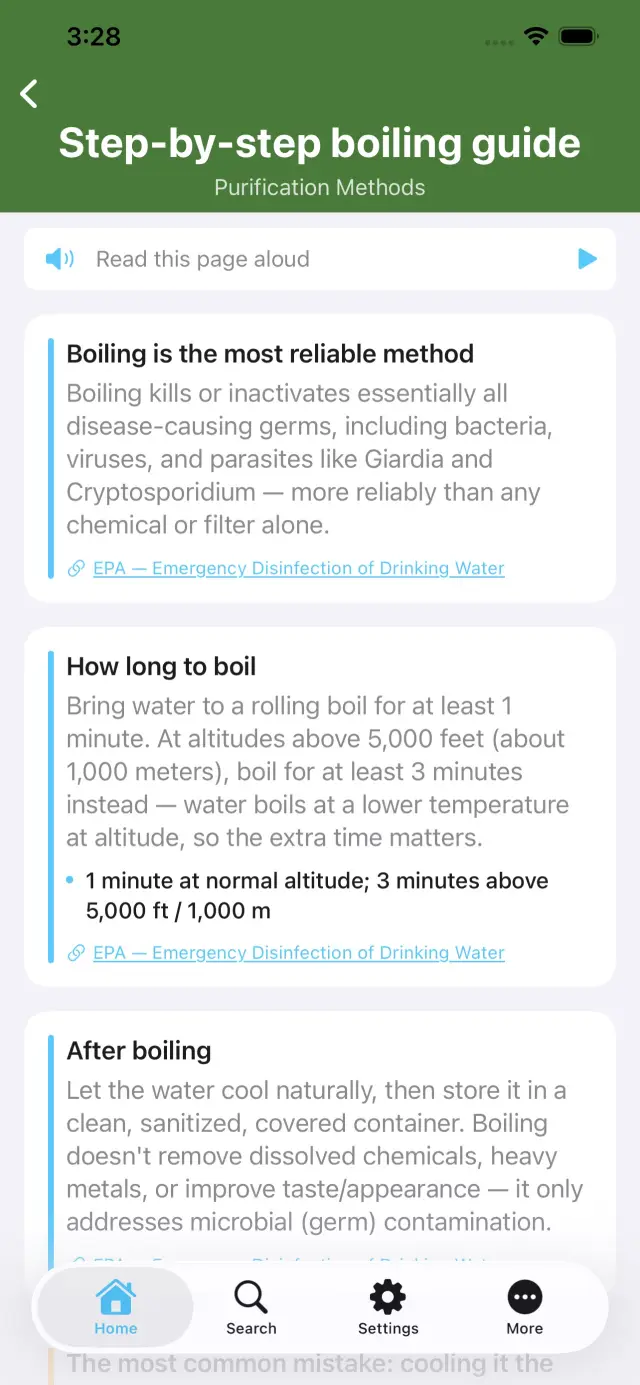 3:28
Step-by-step boiling guide
Purification Methods
Read this page aloud
Boiling is the most reliable method
Boiling kills or inactivates essentially all
disease-causing germs, including bacteria,
viruses, and parasites like Giardia and
Cryptosporidium — more reliably than any
chemical or filter alone.
EPA — Emergency Disinfection of Drinking Water
How long to boil
Bring water to a rolling boil for at least 1
minute. At altitudes above 5,000 feet (about
1,000 meters), boil for at least 3 minutes
instead — water boils at a lower temperature
at altitude, so the extra time matters.
• 1 minute at normal altitude; 3 minutes above
5,000 ft / 1,000 m
EPA — Emergency Disinfection of Drinking Water
After boiling
Let the water cool naturally, then store it in a
clean, sanitized, covered container. Boiling
doesn't remove dissolved chemicals, heavy
metals, or improve taste/appearance — it only
addresses microbial (germ) contamination.
Home
Search
Settings
More
The most common mistake: cooling it the